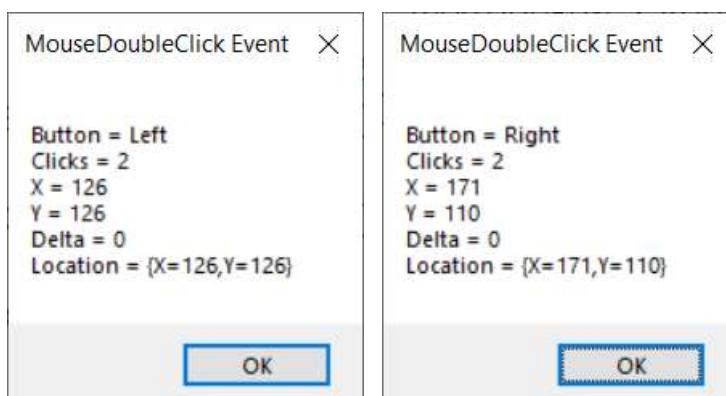 MouseDoubleClick Event
Button = Left
Clicks = 2
X = 126
Y = 126
Delta = 0
Location = {X=126,Y=126}
OK
MouseDoubleClick Event
Button = Right
Clicks = 2
X = 171
Y = 110
Delta = 0
Location = {X=171,Y=110}
OK